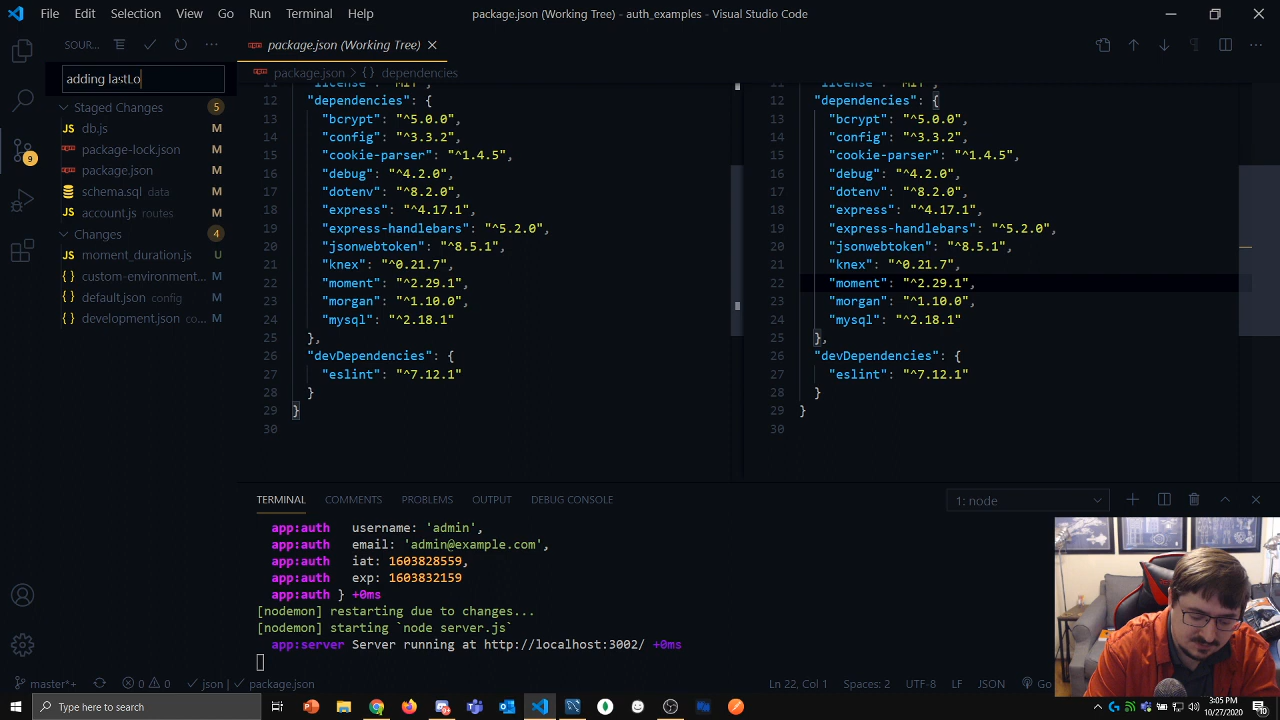 File Edit Selection View Go Run Terminal Help package.json (Working Tree) - auth_examples - Visual Studio Code
SOUR... package.json (Working Tree)
package.json > {} dependencies
adding lastLo
Staged Changes 5
JS db.js M
package-lock.json M
package.json M
schema.sql data M
JS account.js routes M
Changes 4
JS moment_duration.js U
{} custom-environment... M
{} default.json config M
{} development.json co... M
9
11 "license": "MIT",
12 "dependencies": {
13 "bcrypt": "^5.0.0",
14 "config": "^3.3.2",
15 "cookie-parser": "^1.4.5",
16 "debug": "^4.2.0",
17 "dotenv": "^8.2.0",
18 "express": "^4.17.1",
19 "express-handlebars": "^5.2.0",
20 "jsonwebtoken": "^8.5.1",
21 "knex": "^0.21.7",
22 "moment": "^2.29.1",
23 "morgan": "^1.10.0",
24 "mysql": "^2.18.1"
25 },
26 "devDependencies": {
27 "eslint": "^7.12.1"
28 }
29 }
30
11 "license": "MIT",
12 "dependencies": {
13 "bcrypt": "^5.0.0",
14 "config": "^3.3.2",
15 "cookie-parser": "^1.4.5",
16 "debug": "^4.2.0",
17 "dotenv": "^8.2.0",
18 "express": "^4.17.1",
19 "express-handlebars": "^5.2.0",
20 "jsonwebtoken": "^8.5.1",
21 "knex": "^0.21.7",
22 "moment": "^2.29.1",
23 "morgan": "^1.10.0",
24 "mysql": "^2.18.1"
25 },
26 "devDependencies": {
27 "eslint": "^7.12.1"
28 }
29 }
30
TERMINAL COMMENTS PROBLEMS OUTPUT DEBUG CONSOLE 1: node
app:auth username: 'admin',
app:auth email: 'admin@example.com',
app:auth iat: 1603828559,
app:auth exp: 1603832159
app:auth } +0ms
[nodemon] restarting due to changes...
[nodemon] starting `node server.js`
app:server Server running at http://localhost:3002/ +0ms
master*+ 0 0 json package.json Ln 22, Col 1 Spaces: 2 UTF-8 LF JSON Go
Type here to search
3:05 PM
10/27/2020